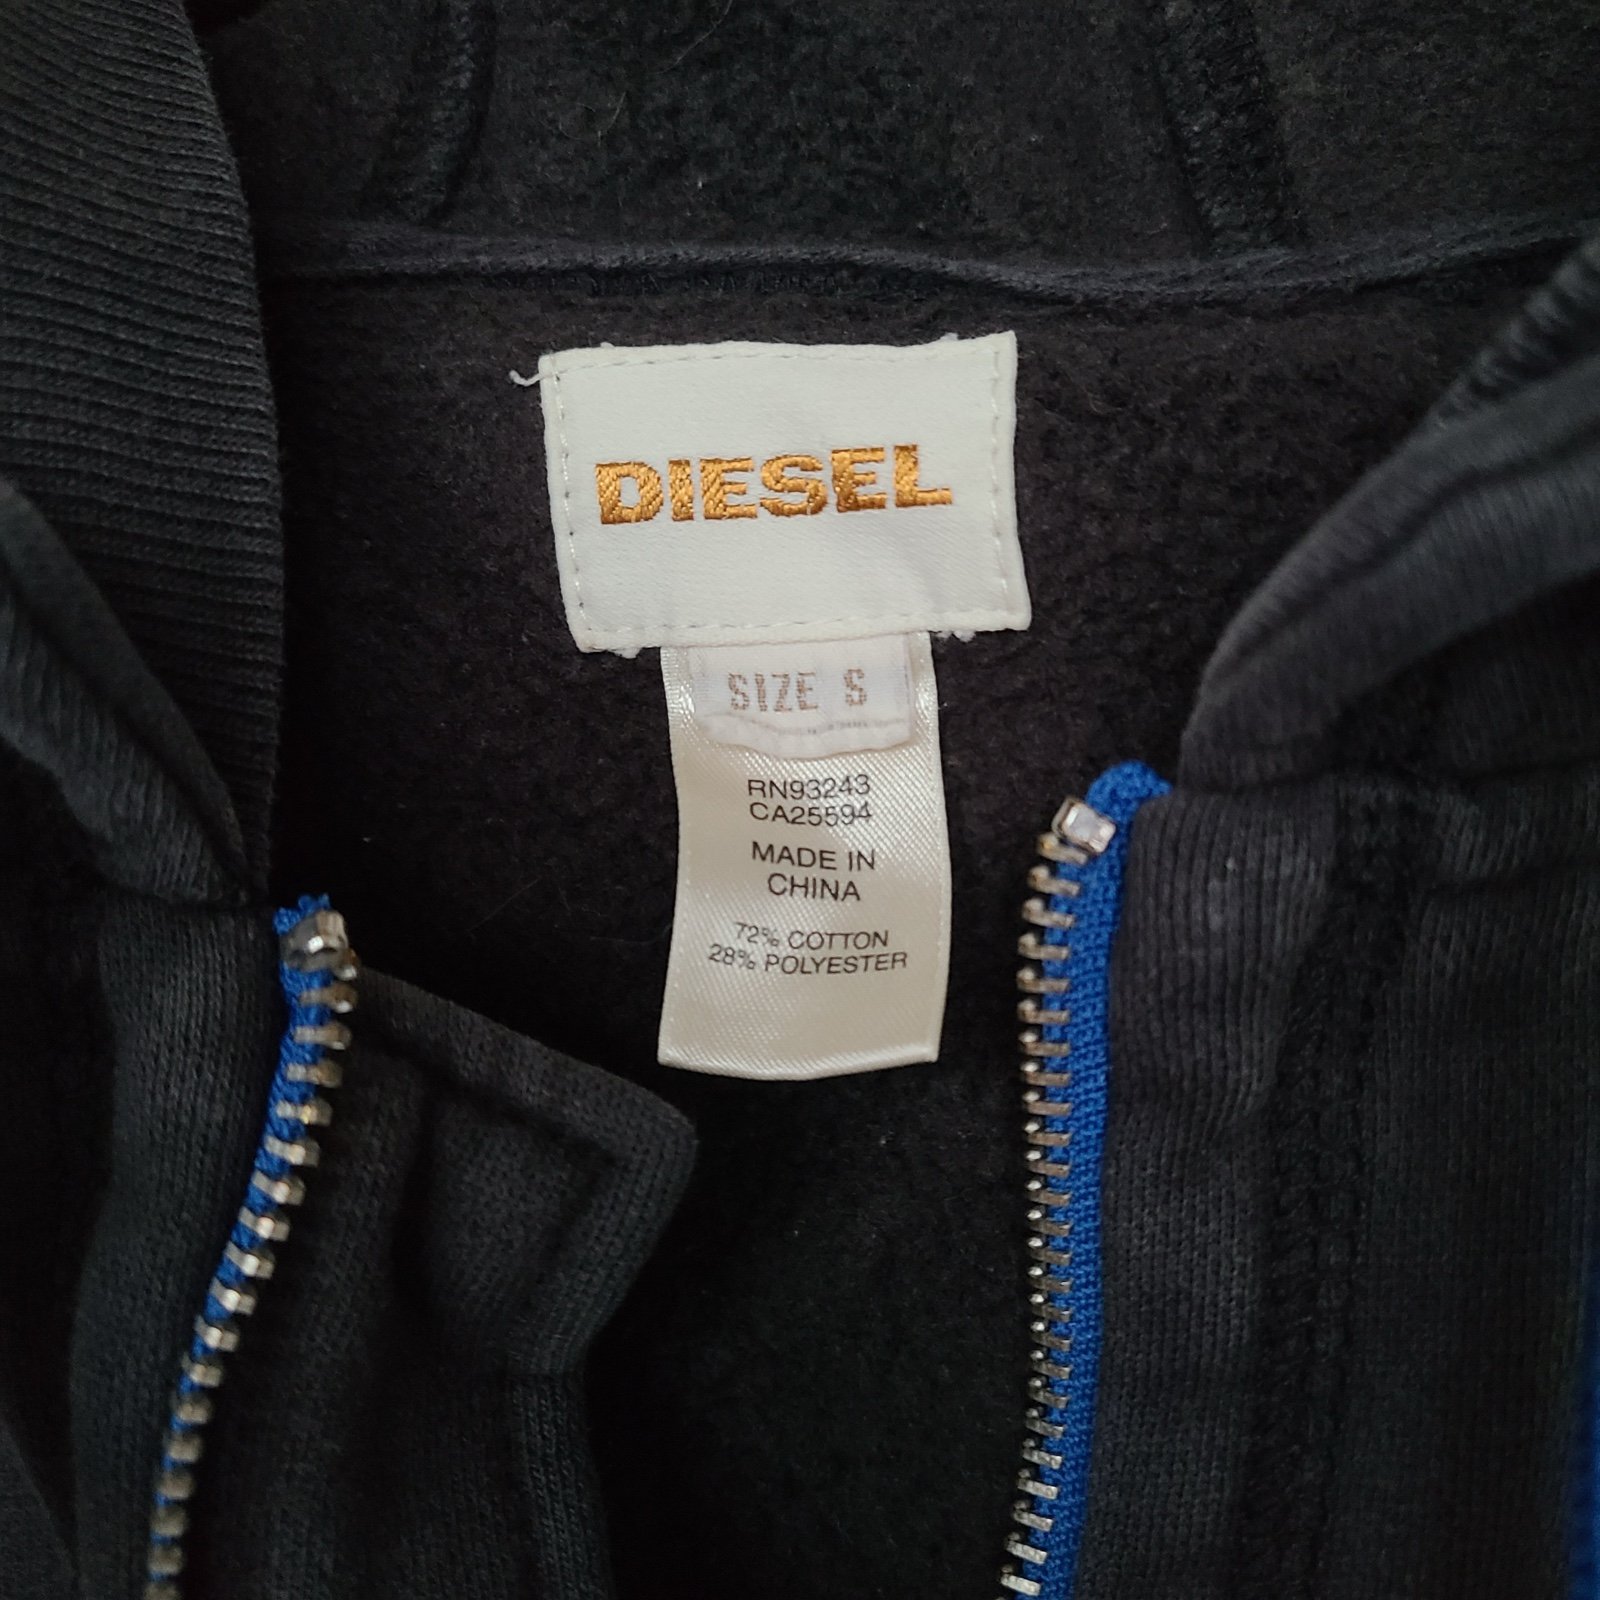 DIESEL
SIZE S
RN93243
CA25594
MADE IN
CHINA
72% COTTON
28% POLYESTER